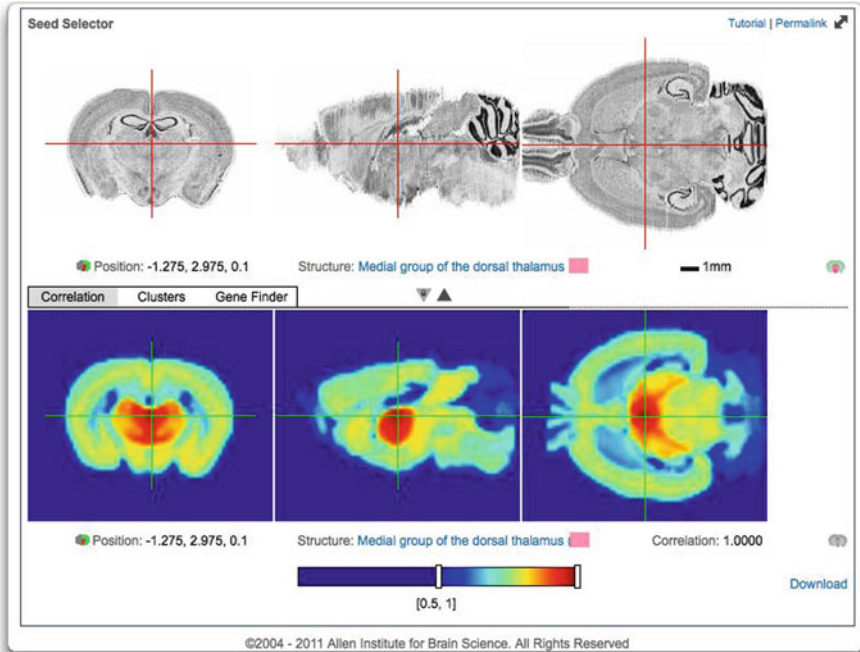 Seed Selector
Tutorial | Permalink
Position: -1.275, 2.975, 0.1
Structure: Medial group of the dorsal thalamus
1mm
Correlation
Clusters
Gene Finder
Position: -1.275, 2.975, 0.1
Structure: Medial group of the dorsal thalamus
Correlation: 1.0000
[0.5, 1]
Download
©2004 - 2011 Allen Institute for Brain Science. All Rights Reserved